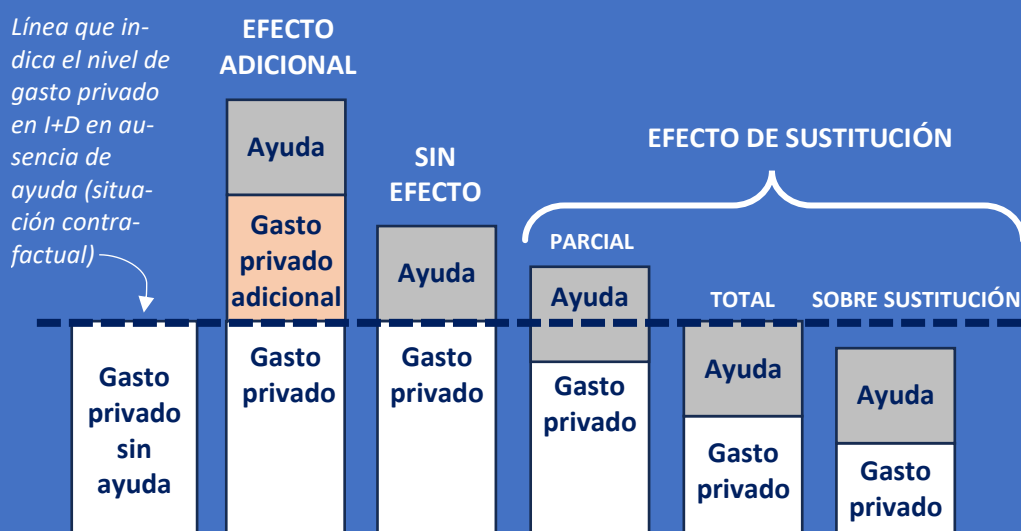 Línea que in-
dica el nivel de
gasto privado
en I+D en au-
sencia de
ayuda (situa-
ción contra-
factual)
EFECTO
ADICIONAL
SIN
EFECTO
EFECTO DE SUSTITUCIÓN
PARCIAL
TOTAL
SOBRE SUSTITUCIÓN
Gasto
privado
sin
ayuda
Ayuda
Gasto
privado
adicional
Gasto
privado
Ayuda
Gasto
privado
Ayuda
Gasto
privado
Ayuda
Gasto
privado
Ayuda
Gasto
privado